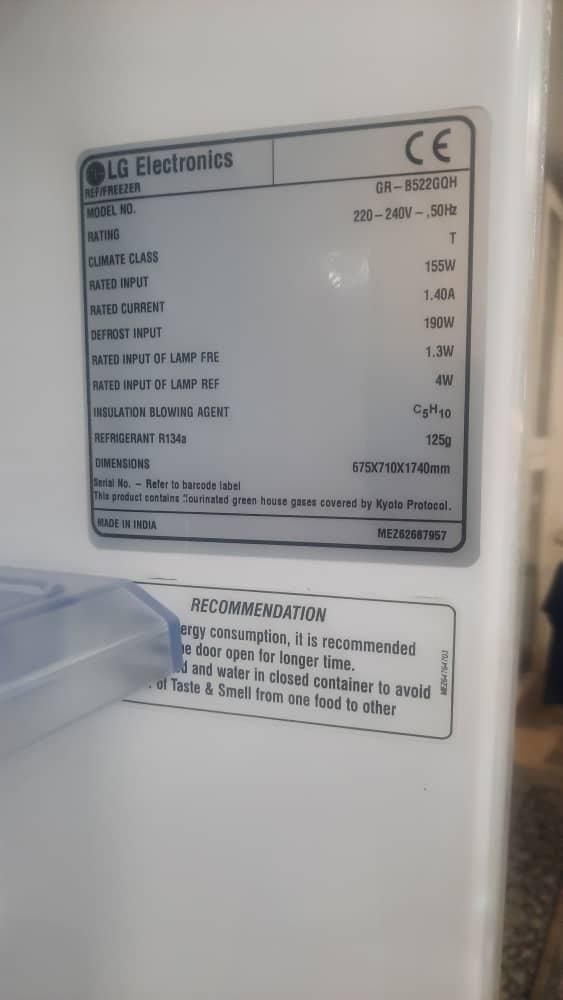 LG Electronics CE
REF/FREEZER
MODEL NO. GR-B522GQH
RATING 220-240V~,50Hz
CLIMATE CLASS T
RATED INPUT 155W
RATED CURRENT 1.40A
DEFROST INPUT 190W
RATED INPUT OF LAMP FRE 1.3W
RATED INPUT OF LAMP REF 4W
INSULATION BLOWING AGENT C5H10
REFRIGERANT R134a 125g
DIMENSIONS 675X710X1740mm
Serial No. - Refer to barcode label
This product contains flourinated green house gases covered by Kyoto Protocol.
MADE IN INDIA MEZ62687957
RECOMMENDATION
ergy consumption, it is recommended
door open for longer time.
and water in closed container to avoid
of Taste & Smell from one food to other